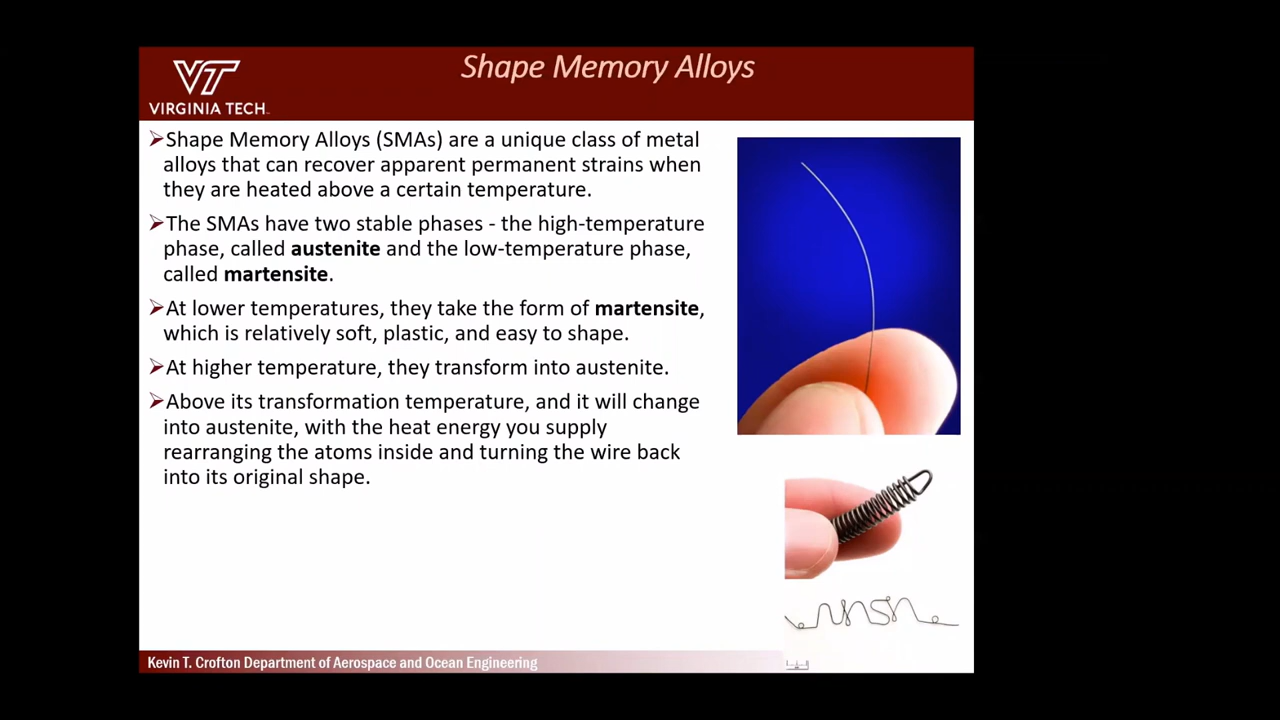 Shape Memory Alloys
VT
VIRGINIA TECH
Shape Memory Alloys (SMAs) are a unique class of metal
alloys that can recover apparent permanent strains when
they are heated above a certain temperature.
The SMAs have two stable phases - the high-temperature
phase, called austenite and the low-temperature phase,
called martensite.
At lower temperatures, they take the form of martensite,
which is relatively soft, plastic, and easy to shape.
At higher temperature, they transform into austenite.
Above its transformation temperature, and it will change
into austenite, with the heat energy you supply
rearranging the atoms inside and turning the wire back
into its original shape.
Kevin T. Crofton Department of Aerospace and Ocean Engineering